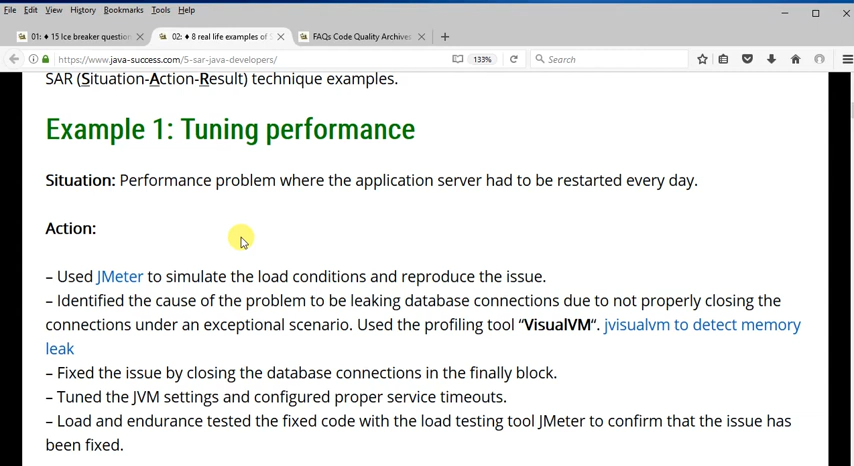 File Edit View History Bookmarks Tools Help
01: ♦ 15 Ice breaker question
02: ♦ 8 real life examples of S
FAQs Code Quality Archives
https://www.java-success.com/5-sar-java-developers/
133%
Search
SAR (Situation-Action-Result) technique examples.
Example 1: Tuning performance
Situation: Performance problem where the application server had to be restarted every day.
Action:
– Used JMeter to simulate the load conditions and reproduce the issue.
– Identified the cause of the problem to be leaking database connections due to not properly closing the
connections under an exceptional scenario. Used the profiling tool “VisualVM“. jvisualvm to detect memory
leak
– Fixed the issue by closing the database connections in the finally block.
– Tuned the JVM settings and configured proper service timeouts.
– Load and endurance tested the fixed code with the load testing tool JMeter to confirm that the issue has
been fixed.